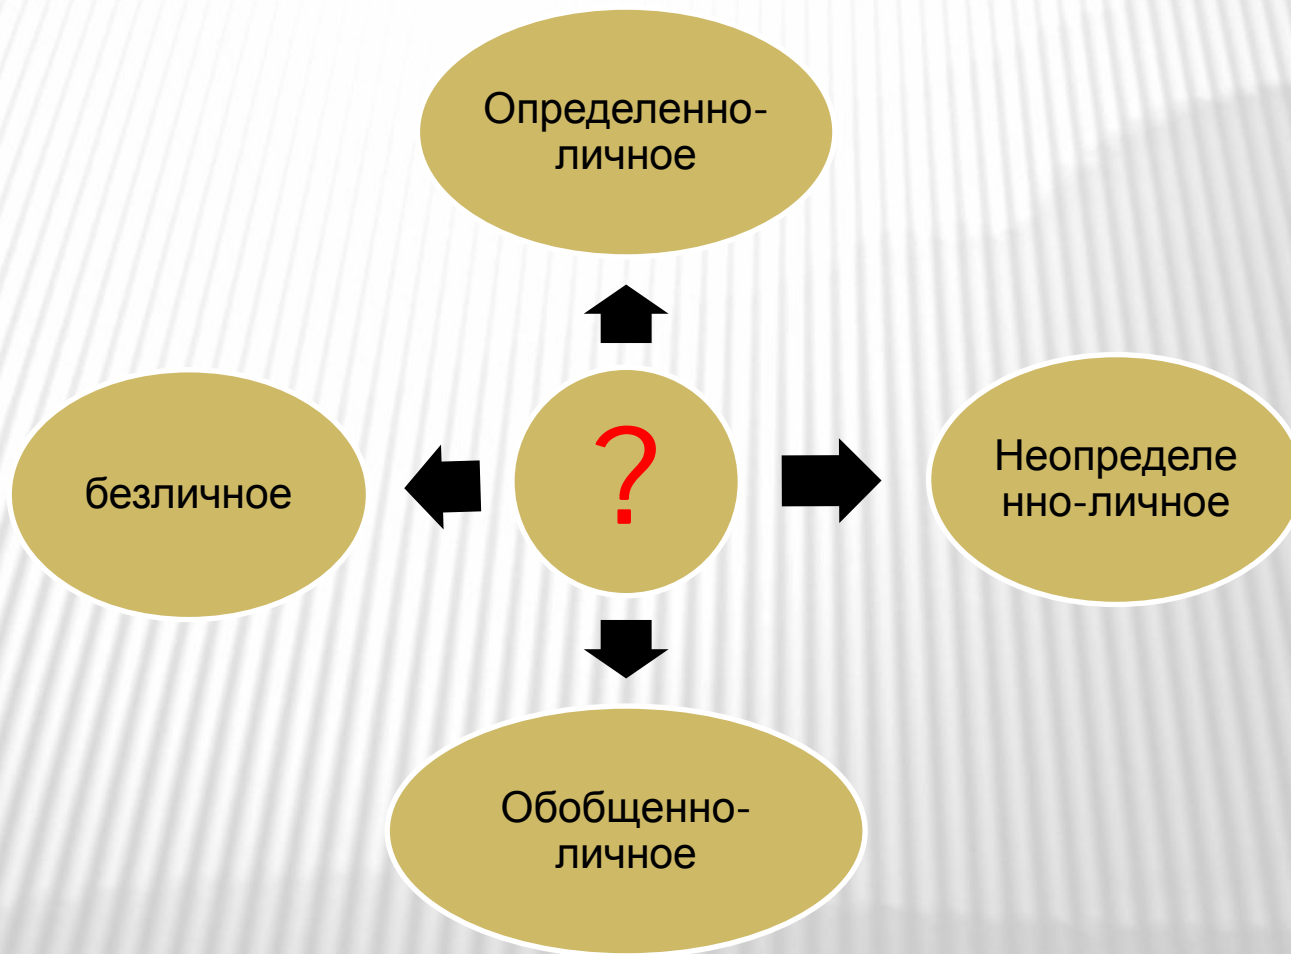 Определенно-
личное
безличное
?
Неопределе
нно-личное
Обобщенно-
личное